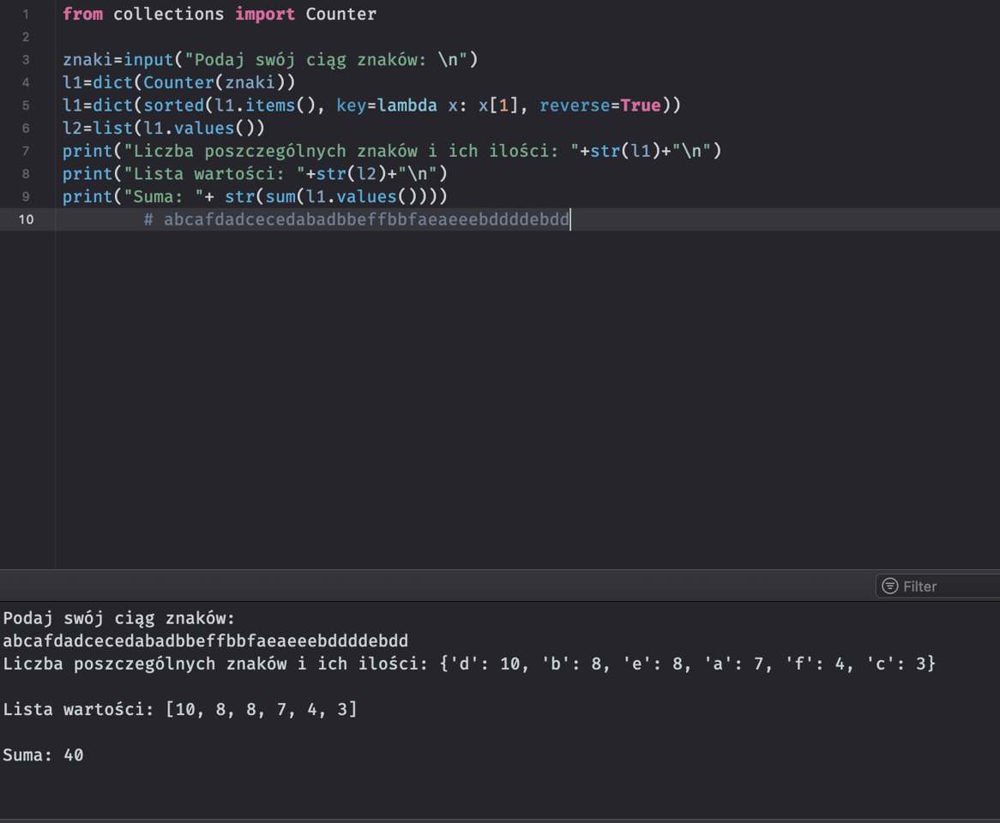 1 from collections import Counter
2
3 znaki=input("Podaj swój ciąg znaków: \n")
4 l1=dict(Counter(znaki))
5 l1=dict(sorted(l1.items(), key=lambda x: x[1], reverse=True))
6 l2=list(l1.values())
7 print("Liczba poszczególnych znaków i ich ilości: "+str(l1)+"\n")
8 print("Lista wartości: "+str(l2)+"\n")
9 print("Suma: "+ str(sum(l1.values())))
10 # abcafdadcecedabadbbeffbbfaeaeeebddddebdd
Filter
Podaj swój ciąg znaków:
abcafdadcecedabadbbeffbbfaeaeeebddddebdd
Liczba poszczególnych znaków i ich ilości: {'d': 10, 'b': 8, 'e': 8, 'a': 7, 'f': 4, 'c': 3}
Lista wartości: [10, 8, 8, 7, 4, 3]
Suma: 40